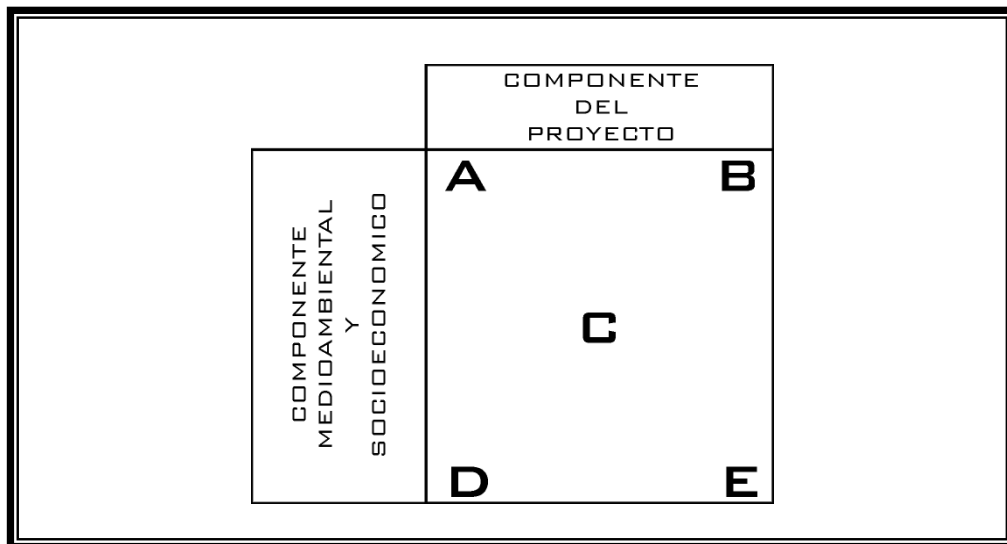 COMPONENTE
DEL
PROYECTO
COMPONENTE
MEDIOAMBIENTAL
Y
SOCIOECONOMICO
A
B
C
D
E